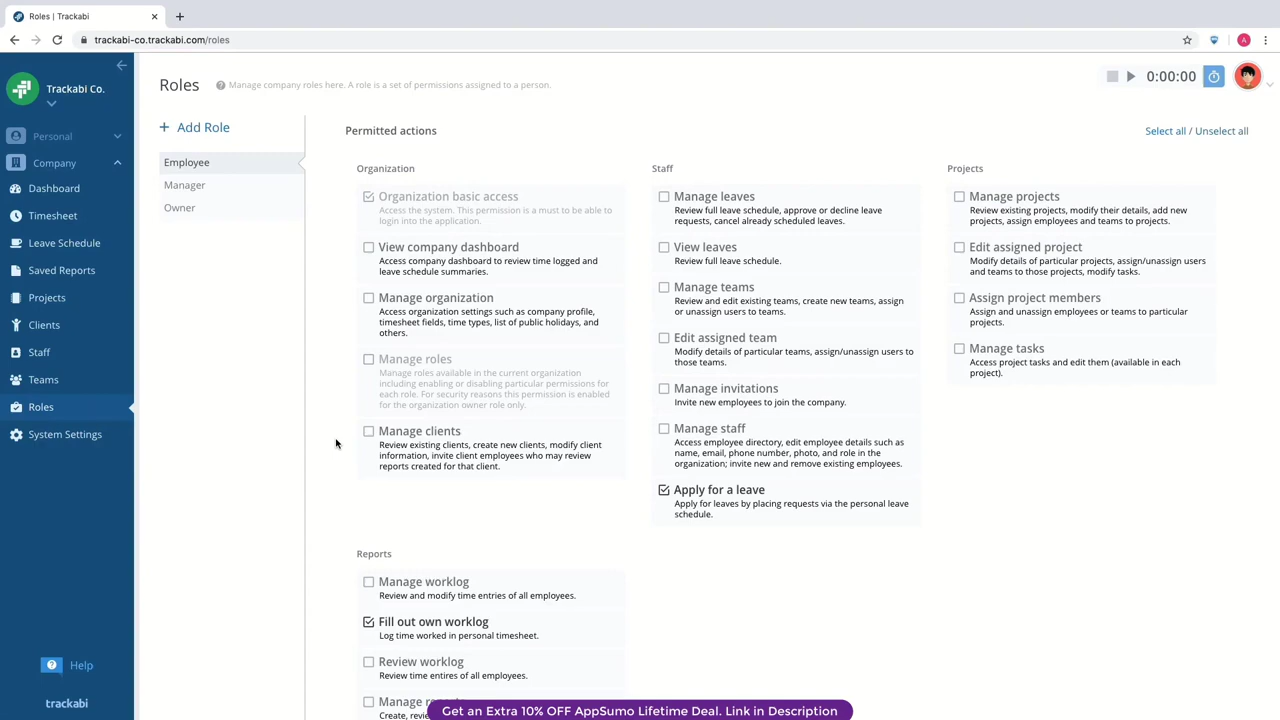 Roles | Trackabi
trackabi-co.trackabi.com/roles
A
Trackabi Co.
Personal
Company
Dashboard
Timesheet
Leave Schedule
Saved Reports
Projects
Clients
Staff
Teams
Roles
System Settings
Help
trackabi
Roles
Manage company roles here. A role is a set of permissions assigned to a person.
0:00:00
Add Role
Employee
Manager
Owner
Permitted actions
Select all / Unselect all
Organization
Organization basic access
Access the system. This permission is a must to be able to
login into the application.
View company dashboard
Access company dashboard to review time logged and
leave schedule summaries.
Manage organization
Access organization settings such as company profile,
timesheet fields, time types, list of public holidays, and
others.
Manage roles
Manage roles available in the current organization
including enabling or disabling particular permissions for
each role. For security reasons this permission is enabled
for the organization owner role only.
Manage clients
Review existing clients, create new clients, modify client
information, invite client employees who may review
reports created for that client.
Staff
Manage leaves
Review full leave schedule, approve or decline leave
requests, cancel already scheduled leaves.
View leaves
Review full leave schedule.
Manage teams
Review and edit existing teams, create new teams, assign
or unassign users to teams.
Edit assigned team
Modify details of particular teams, assign/unassign users to
those teams.
Manage invitations
Invite new employees to join the company.
Manage staff
Access employee directory, edit employee details such as
name, email, phone number, photo, and role in the
organization; invite new and remove existing employees.
Apply for a leave
Apply for leaves by placing requests via the personal leave
schedule.
Projects
Manage projects
Review existing projects, modify their details, add new
projects, assign employees and teams to projects.
Edit assigned project
Modify details of particular projects, assign/unassign users
and teams to those projects, modify tasks.
Assign project members
Assign and unassign employees or teams to particular
projects.
Manage tasks
Access project tasks and edit them (available in each
project).
Reports
Manage worklog
Review and modify time entries of all employees.
Fill out own worklog
Log time worked in personal timesheet.
Review worklog
Review time entires of all employees.
Manage
Create,
Get an Extra 10% OFF AppSumo Lifetime Deal. Link in Description